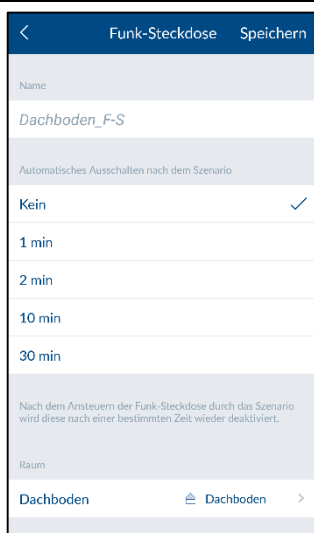 Funk-Steckdose Speichern
Name
Dachboden_F-S
Automatisches Ausschalten nach dem Szenario
Kein
1 min
2 min
10 min
30 min
Nach dem Ansteuern der Funk-Steckdose durch das Szenario
wird diese nach einer bestimmten Zeit wieder deaktiviert.
Raum
Dachboden Dachboden